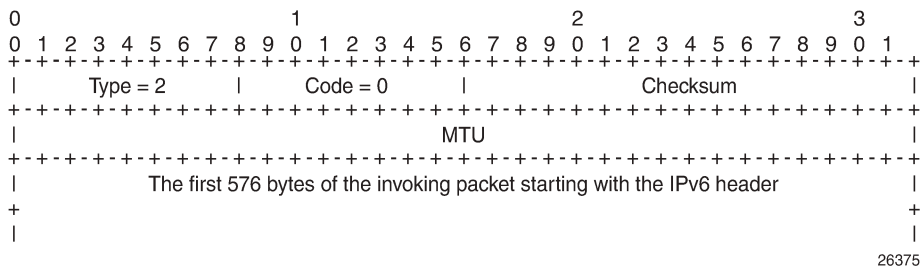 0 1 2 3
0 1 2 3 4 5 6 7 8 9 0 1 2 3 4 5 6 7 8 9 0 1 2 3 4 5 6 7 8 9 0 1
+-+-+-+-+-+-+-+-+-+-+-+-+-+-+-+-+-+-+-+-+-+-+-+-+-+-+-+-+-+-+-+-+
| Type = 2 | Code = 0 | Checksum |
+-+-+-+-+-+-+-+-+-+-+-+-+-+-+-+-+-+-+-+-+-+-+-+-+-+-+-+-+-+-+-+-+
| MTU |
+-+-+-+-+-+-+-+-+-+-+-+-+-+-+-+-+-+-+-+-+-+-+-+-+-+-+-+-+-+-+-+-+
| The first 576 bytes of the invoking packet starting with the IPv6 header |
+ +
| |
26375